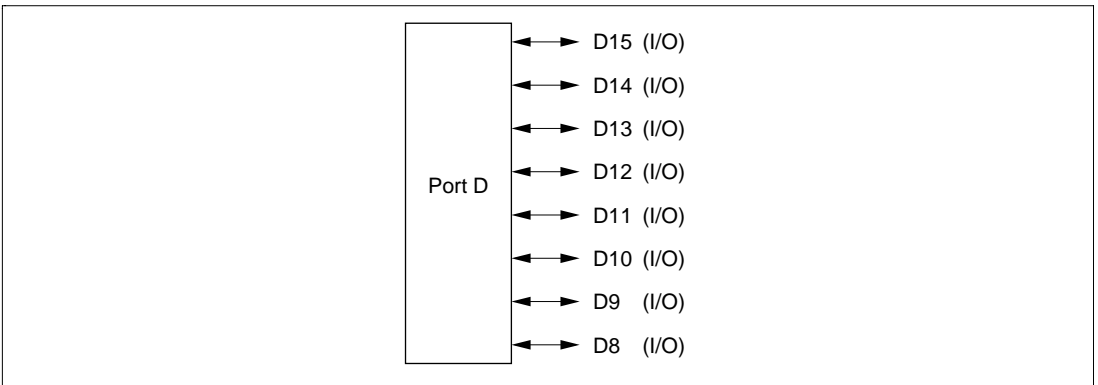 D15 (I/O)
D14 (I/O)
D13 (I/O)
D12 (I/O)
Port D
D11 (I/O)
D10 (I/O)
D9 (I/O)
D8 (I/O)